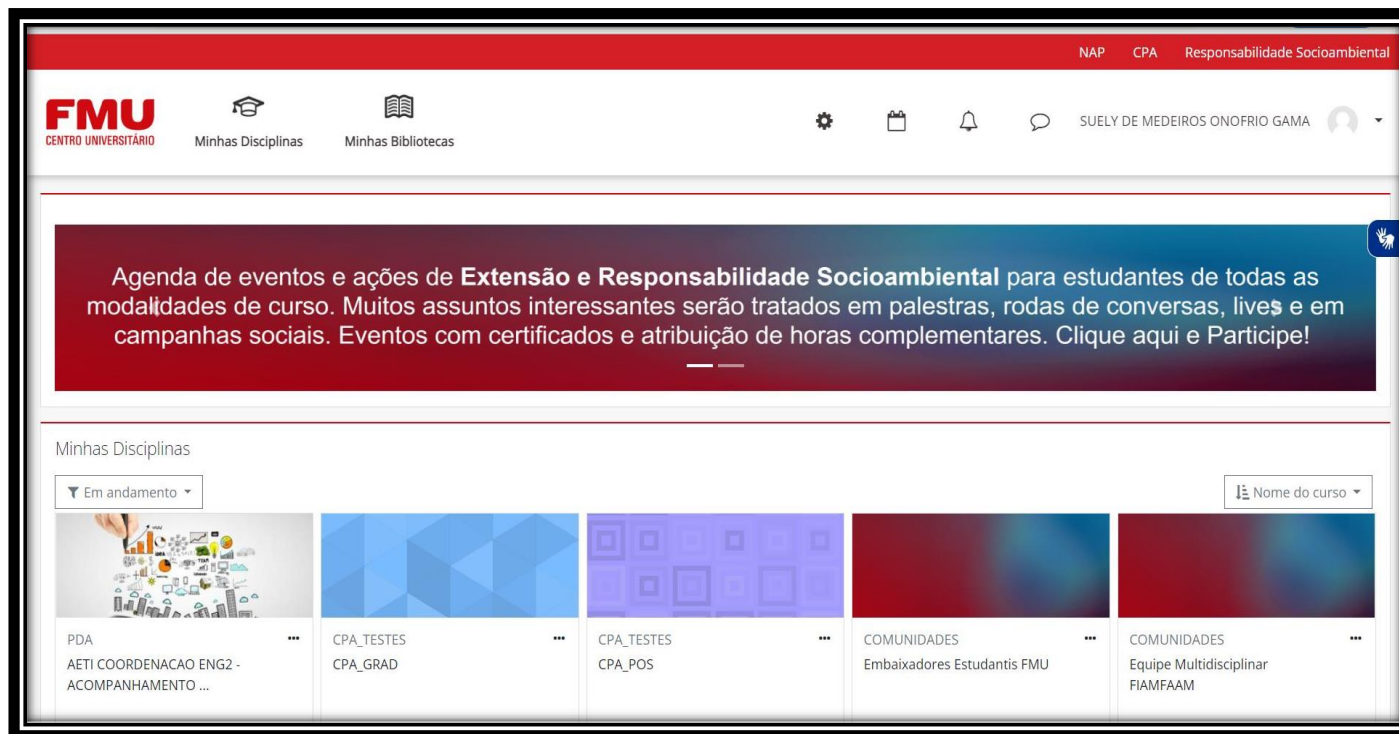 NAP CPA Responsabilidade Socioambiental
FMU
CENTRO UNIVERSITÁRIO
Minhas Disciplinas
Minhas Bibliotecas
SUELY DE MEDEIROS ONOFRIO GAMA
Agenda de eventos e ações de Extensão e Responsabilidade Socioambiental para estudantes de todas as
modalidades de curso. Muitos assuntos interessantes serão tratados em palestras, rodas de conversas, lives e em
campanhas sociais. Eventos com certificados e atribuição de horas complementares. Clique aqui e Participe!
Minhas Disciplinas
Em andamento
Nome do curso
PDA
AETI COORDENACAO ENG2 -
ACOMPANHAMENTO ...
CPA_TESTES
CPA_GRAD
CPA_TESTES
CPA_POS
COMUNIDADES
Embaixadores Estudantis FMU
COMUNIDADES
Equipe Multidisciplinar
FIAMFAAM